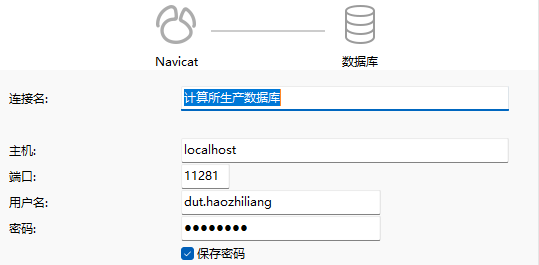 Navicat 数据库
连接名: 计算所生产数据库
主机: localhost
端口: 11281
用户名: dut.haozhiliang
密码: ●●●●●●●●
保存密码